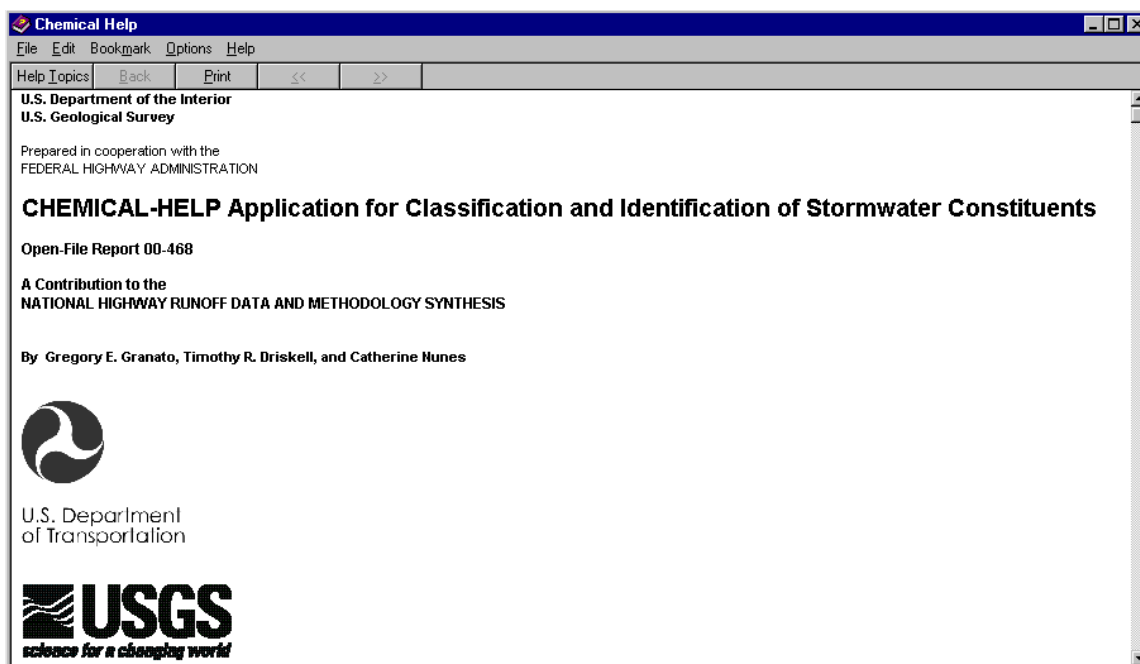 Chemical Help
File Edit Bookmark Options Help
Help Topics Back Print << >>
U.S. Department of the Interior
U.S. Geological Survey
Prepared in cooperation with the
FEDERAL HIGHWAY ADMINISTRATION
CHEMICAL-HELP Application for Classification and Identification of Stormwater Constituents
Open-File Report 00-468
A Contribution to the
NATIONAL HIGHWAY RUNOFF DATA AND METHODOLOGY SYNTHESIS
By Gregory E. Granato, Timothy R. Driskell, and Catherine Nunes
U.S. Department
of Transportation
USGS
science for a changing world